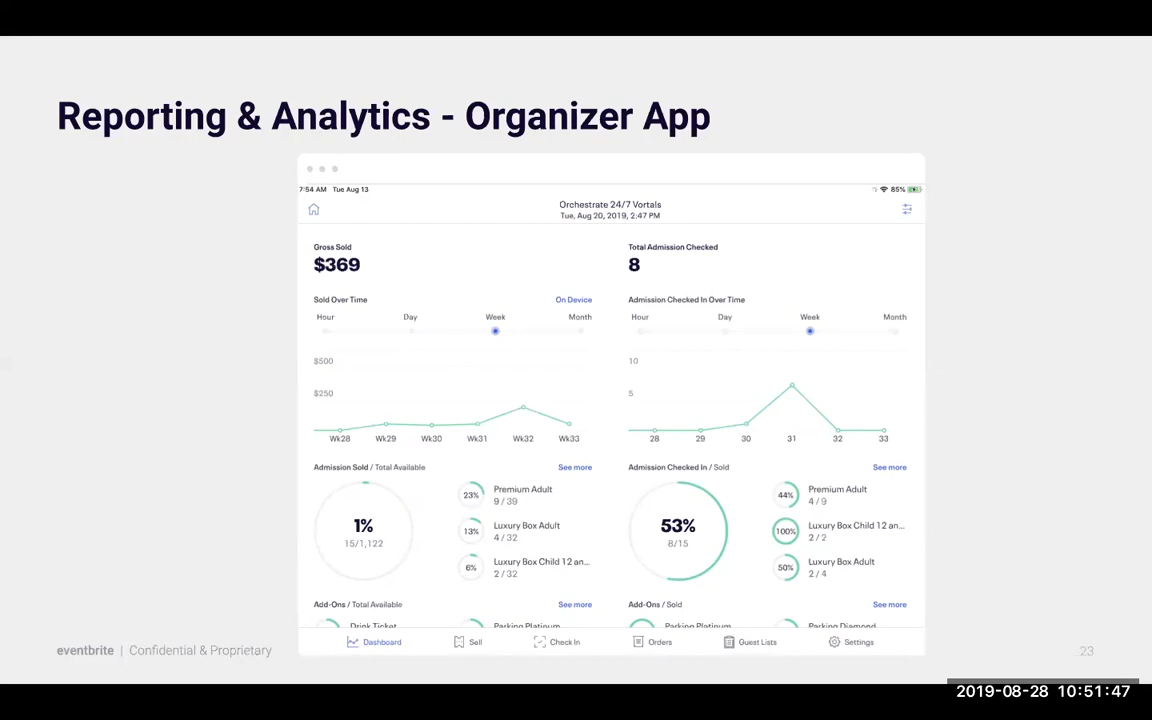 Reporting & Analytics - Organizer App
7:54 AM Tue Aug 13
85%
Orchestrate 24/7 Vortals
Tue, Aug 20, 2019, 2:47 PM
Gross Sold
$369
Total Admission Checked
8
Sold Over Time
On Device
Hour Day Week Month
$500
$250
Wk28 Wk29 Wk30 Wk31 Wk32 Wk33
Admission Checked In Over Time
Hour Day Week Month
10
5
28 29 30 31 32 33
Admission Sold / Total Available
See more
1%
15/1,122
23%
Premium Adult
9 / 39
13%
Luxury Box Adult
4 / 32
6%
Luxury Box Child 12 an...
2 / 32
Admission Checked In / Sold
See more
53%
8/15
44%
Premium Adult
4 / 9
100%
Luxury Box Child 12 an...
2 / 2
50%
Luxury Box Adult
2 / 4
Add-Ons / Total Available
See more
Drink Ticket
Parking Platinum
Add-Ons / Sold
See more
Parking Platinum
Parking Diamond
Dashboard Sell Check In Orders Guest Lists Settings
eventbrite | Confidential & Proprietary
23
2019-08-28 10:51:47